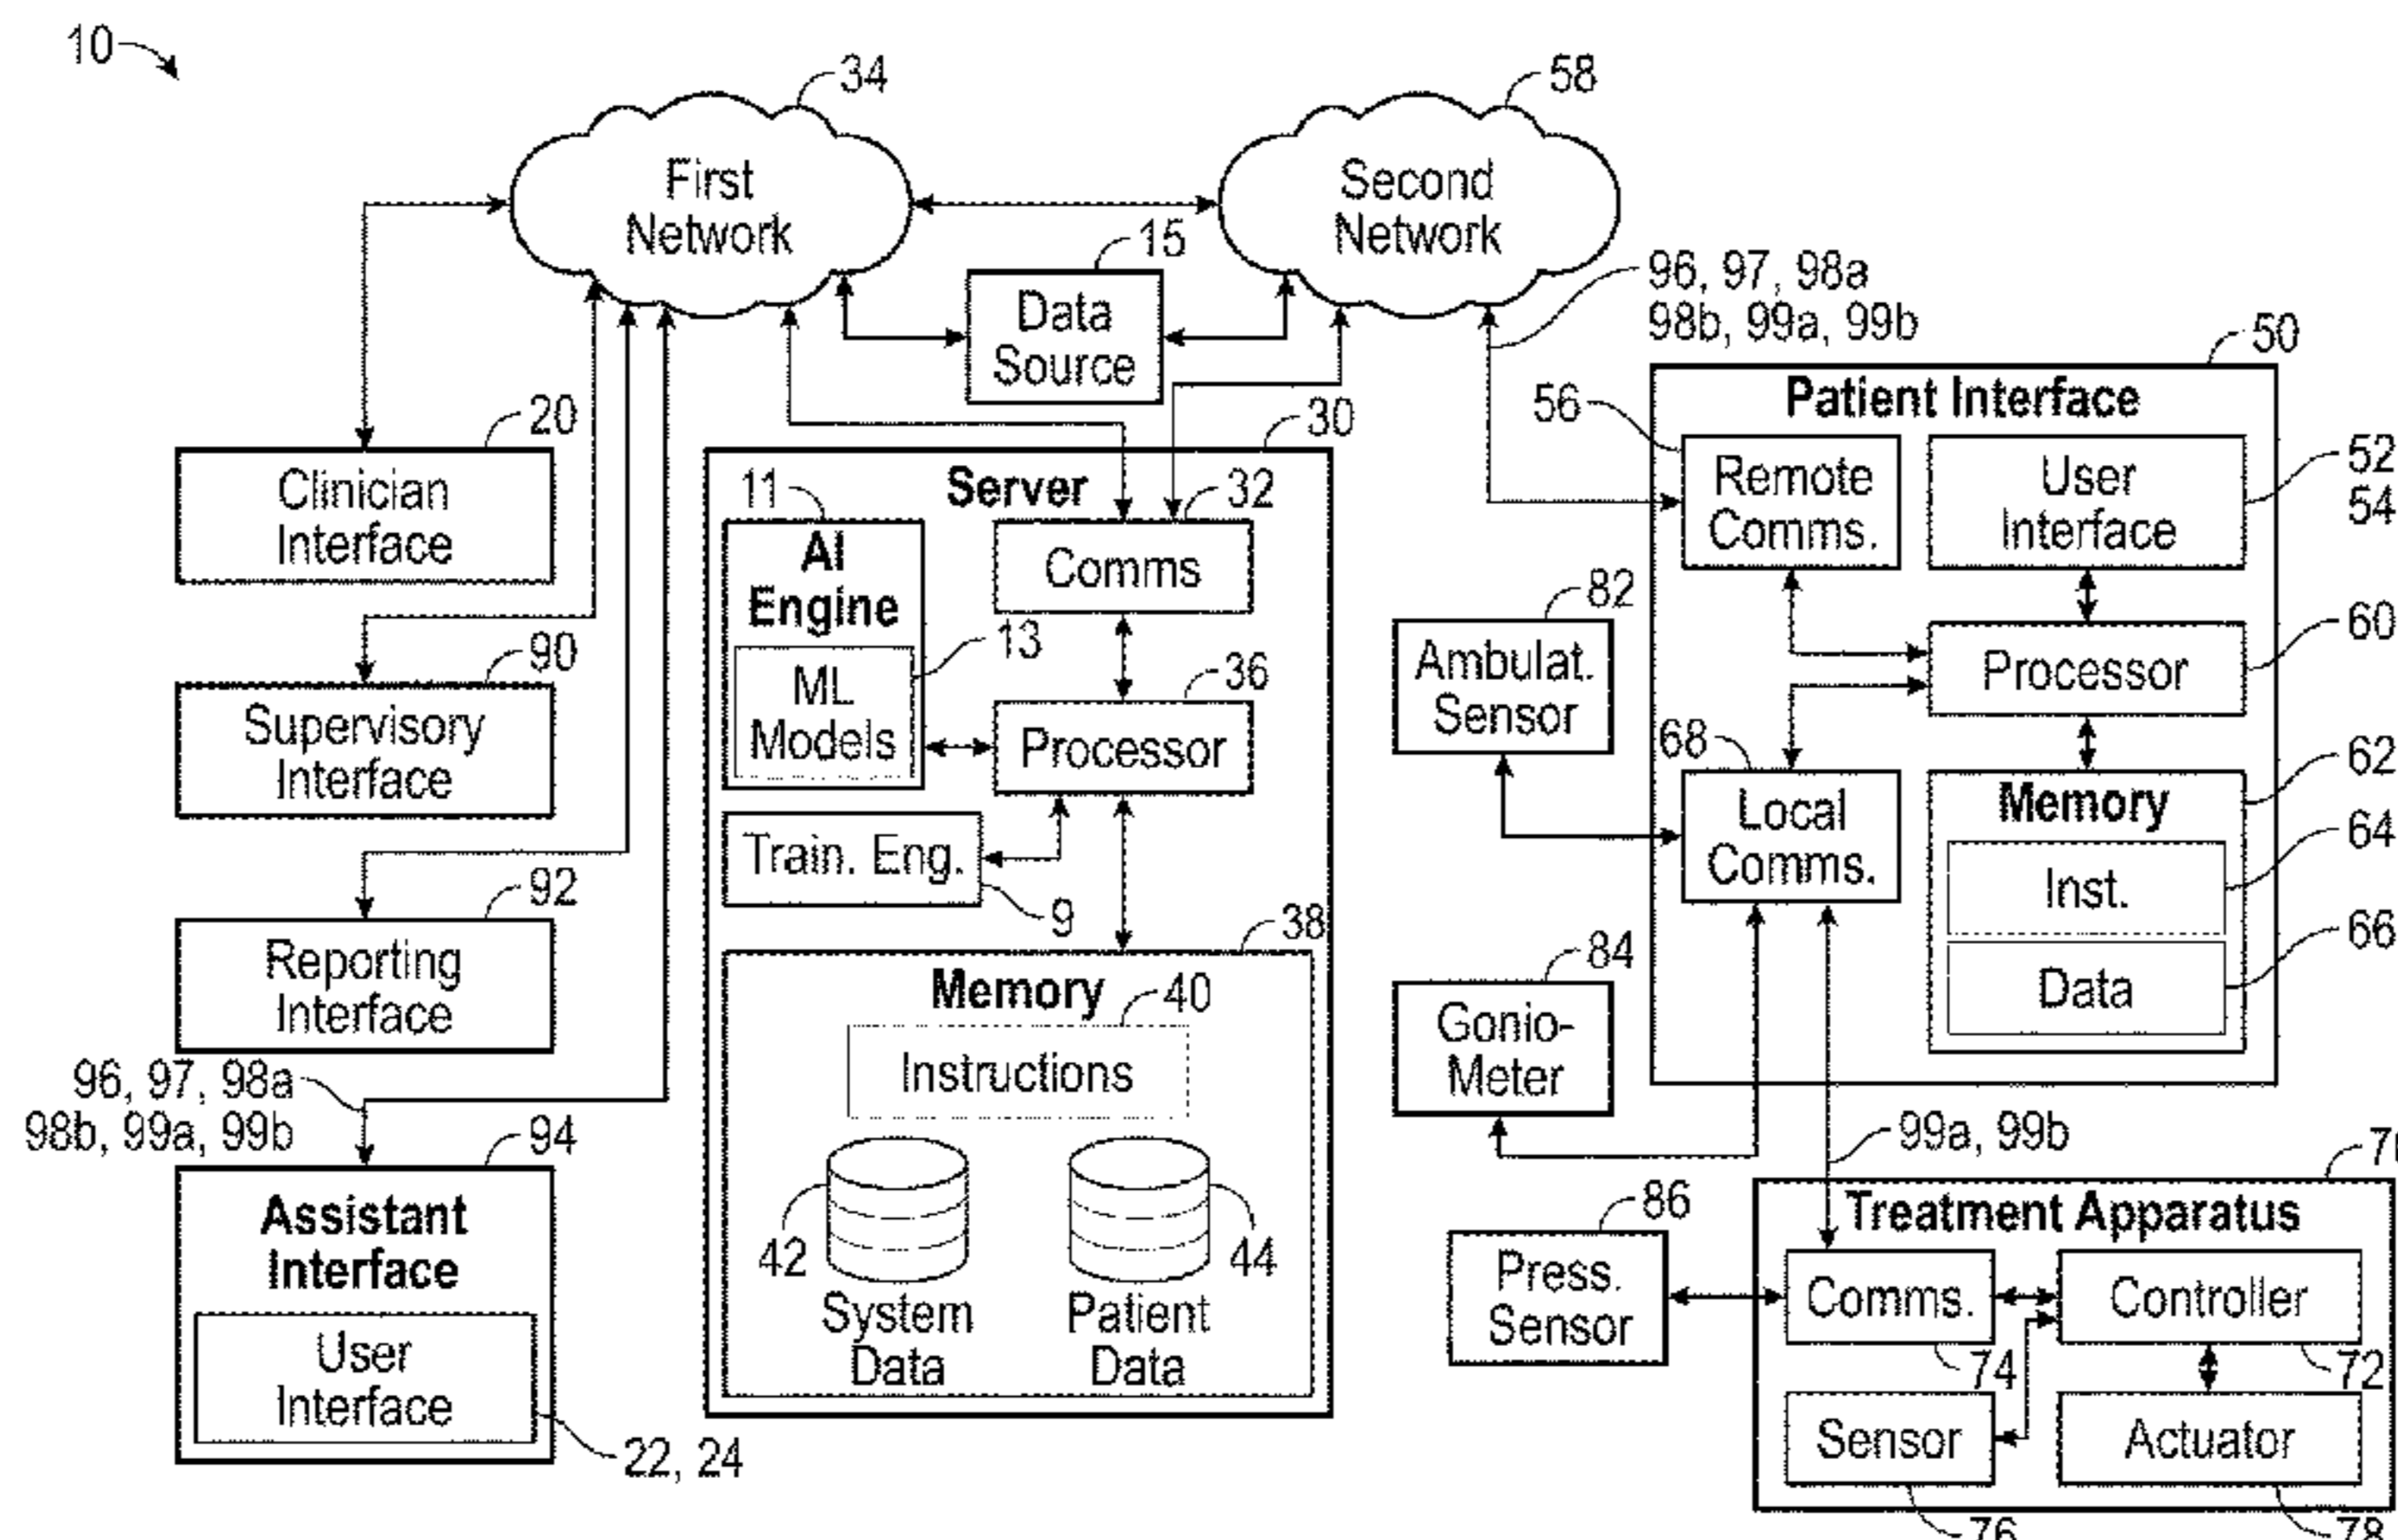 10
34
58
First
Network
Second
Network
15
Data
Source
96, 97, 98a
98b, 99a, 99b
50
Patient Interface
56
Remote
Comms.
User
Interface
52
54
20
Clinician
Interface
30
Server
11
AI
Engine
32
Comms
13
ML
Models
36
Processor
82
Ambulat.
Sensor
60
Processor
90
Supervisory
Interface
68
Local
Comms.
62
Memory
64
Inst.
66
Data
Train. Eng.
9
92
Reporting
Interface
38
Memory
40
Instructions
84
Gonio-
Meter
96, 97, 98a
98b, 99a, 99b
94
Assistant
Interface
User
Interface
22, 24
42
System
Data
44
Patient
Data
99a, 99b
86
Press.
Sensor
Treatment Apparatus
Comms.
74
Controller
72
Sensor
76
Actuator
78